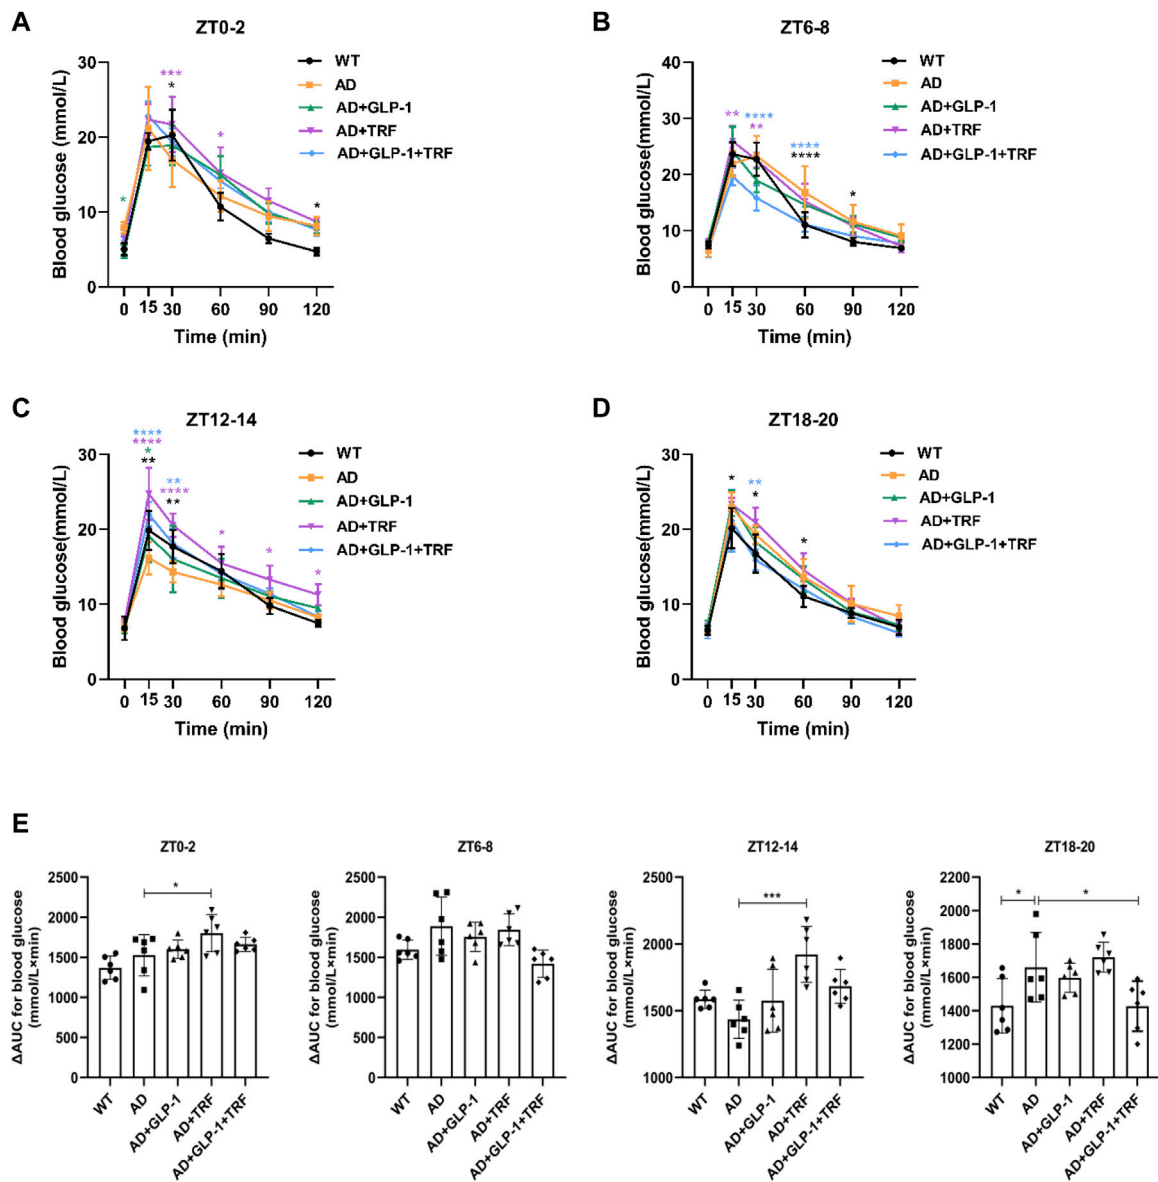 A
ZT0-2
Blood glucose (mmol/L)
30
20
10
0
***
*
*
*
*
0 15 30 60 90 120
Time (min)
WT
AD
AD+GLP-1
AD+TRF
AD+GLP-1+TRF
B
ZT6-8
Blood glucose(mmol/L)
40
30
20
10
0
**
****
**
****
****
*
0 15 30 60 90 120
Time (min)
WT
AD
AD+GLP-1
AD+TRF
AD+GLP-1+TRF
C
ZT12-14
Blood glucose(mmol/L)
30
20
10
0
****
****
*
**
**
****
**
*
*
*
0 15 30 60 90 120
Time (min)
WT
AD
AD+GLP-1
AD+TRF
AD+GLP-1+TRF
D
ZT18-20
Blood glucose(mmol/L)
30
20
10
0
*
**
*
*
0 15 30 60 90 120
Time (min)
WT
AD
AD+GLP-1
AD+TRF
AD+GLP-1+TRF
E
ZT0-2
ΔAUC for blood glucose
(mmol/L×min)
2500
2000
1500
1000
500
0
*
WT
AD
AD+GLP-1
AD+TRF
AD+GLP-1+TRF
ZT6-8
ΔAUC for blood glucose
(mmol/L×min)
2500
2000
1500
1000
500
0
WT
AD
AD+GLP-1
AD+TRF
AD+GLP-1+TRF
ZT12-14
ΔAUC for blood glucose
(mmol/L×min)
2500
2000
1500
1000
***
WT
AD
AD+GLP-1
AD+TRF
AD+GLP-1+TRF
ZT18-20
ΔAUC for blood glucose
(mmol/L×min)
2200
2000
1800
1600
1400
1200
1000
* *
WT
AD
AD+GLP-1
AD+TRF
AD+GLP-1+TRF